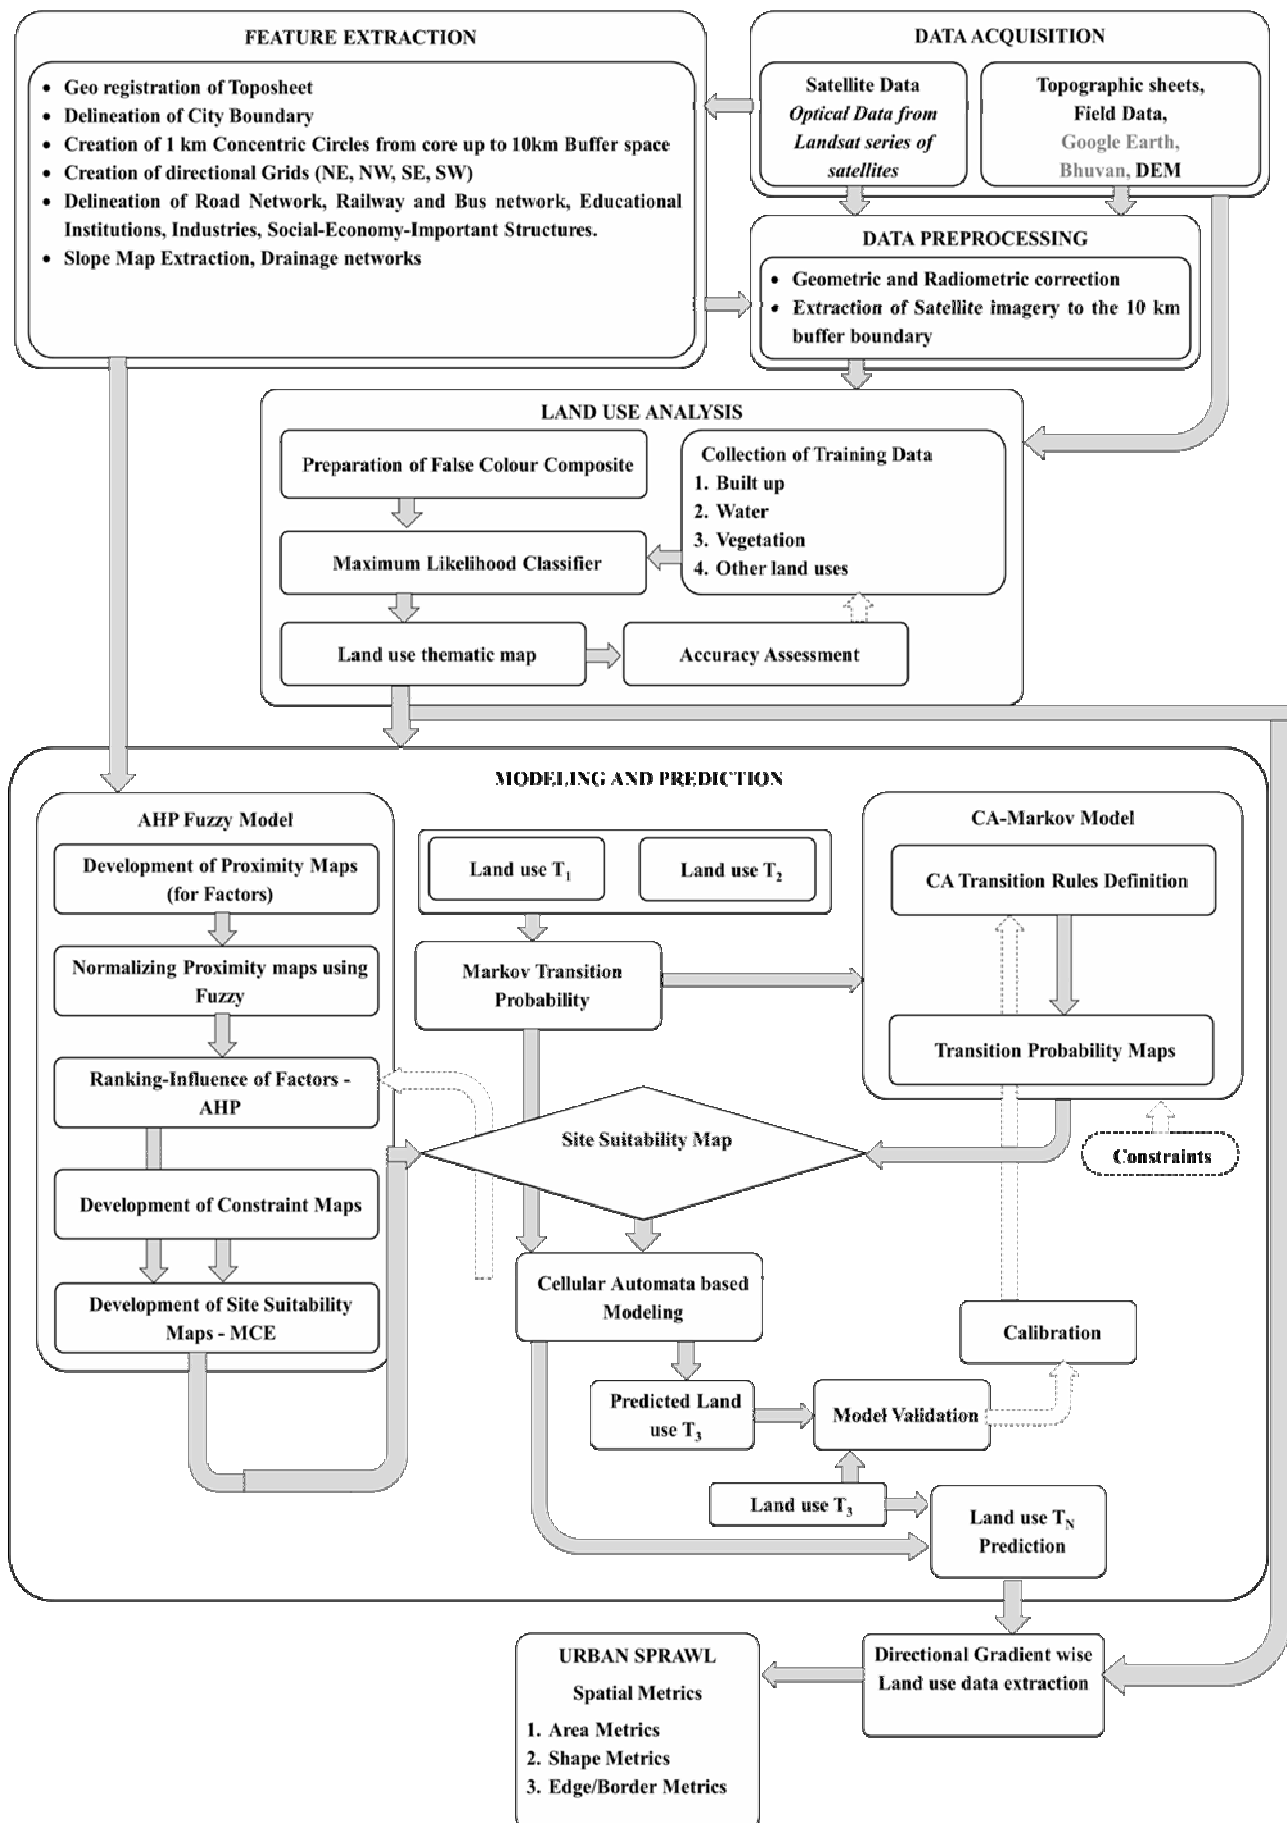 FEATURE EXTRACTION
• Geo registration of Toposheet
• Delineation of City Boundary
• Creation of 1 km Concentric Circles from core up to 10km Buffer space
• Creation of directional Grids (NE, NW, SE, SW)
• Delineation of Road Network, Railway and Bus network, Educational
Institutions, Industries, Social-Economy-Important Structures.
• Slope Map Extraction, Drainage networks
DATA ACQUISITION
Satellite Data
Optical Data from
Landsat series of
satellites
Topographic sheets,
Field Data,
Google Earth,
Bhuvan, DEM
DATA PREPROCESSING
• Geometric and Radiometric correction
• Extraction of Satellite imagery to the 10 km
buffer boundary
LAND USE ANALYSIS
Preparation of False Colour Composite
Collection of Training Data
1. Built up
2. Water
3. Vegetation
4. Other land uses
Maximum Likelihood Classifier
Land use thematic map
Accuracy Assessment
MODELING AND PREDICTION
AHP Fuzzy Model
Development of Proximity Maps
(for Factors)
Normalizing Proximity maps using
Fuzzy
Ranking-Influence of Factors -
AHP
Development of Constraint Maps
Development of Site Suitability
Maps - MCE
Land use T1
Land use T2
Markov Transition
Probability
CA-Markov Model
CA Transition Rules Definition
Transition Probability Maps
Constraints
Site Suitability Map
Cellular Automata based
Modeling
Calibration
Predicted Land
use T3
Model Validation
Land use T3
Land use TN
Prediction
Directional Gradient wise
Land use data extraction
URBAN SPRAWL
Spatial Metrics
1. Area Metrics
2. Shape Metrics
3. Edge/Border Metrics